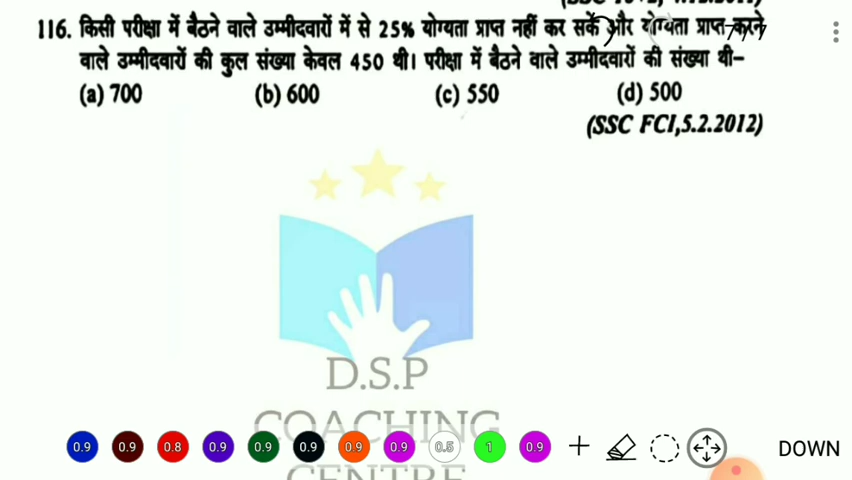 116. किसी परीक्षा में बैठने वाले उम्मीदवारों में से 25% योग्यता प्राप्त नहीं कर सकें और योग्यता प्राप्त करने
वाले उम्मीदवारों की कुल संख्या केवल 450 थी। परीक्षा में बैठने वाले उम्मीदवारों की संख्या थी–
(a) 700 (b) 600 (c) 550 (d) 500
(SSC FCI,5.2.2012)
D.S.P
COACHING
CENTRE
0.9 0.9 0.8 0.9 0.9 0.9 0.9 0.9 0.5 1 0.9 DOWN